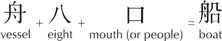 舟 + 八 + 口 = 船
vessel eight mouth (or people) boat